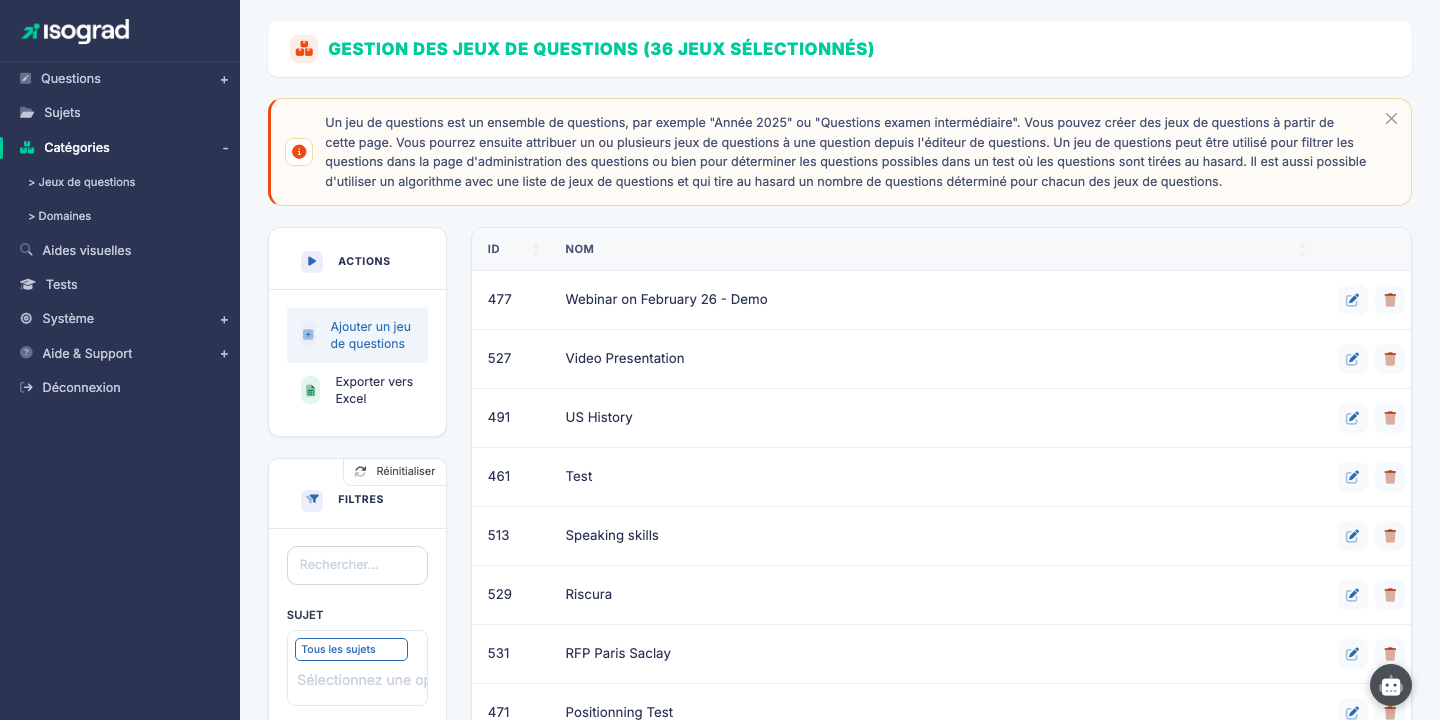 isograd
Questions +
Sujets
Catégories -
> Jeux de questions
> Domaines
Aides visuelles
Tests
Système +
Aide & Support +
Déconnexion
GESTION DES JEUX DE QUESTIONS (36 JEUX SÉLECTIONNÉS)
Un jeu de questions est un ensemble de questions, par exemple "Année 2025" ou "Questions examen intermédiaire". Vous pouvez créer des jeux de questions à partir de
cette page. Vous pourrez ensuite attribuer un ou plusieurs jeux de questions à une question depuis l'éditeur de questions. Un jeu de questions peut être utilisé pour filtrer les
questions dans la page d'administration des questions ou bien pour déterminer les questions possibles dans un test où les questions sont tirées au hasard. Il est aussi possible
d'utiliser un algorithme avec une liste de jeux de questions et qui tire au hasard un nombre de questions déterminé pour chacun des jeux de questions.
ACTIONS
Ajouter un jeu
de questions
Exporter vers
Excel
Réinitialiser
FILTRES
Rechercher...
SUJET
Tous les sujets
Sélectionnez une op
ID NOM
477 Webinar on February 26 - Demo
527 Video Presentation
491 US History
461 Test
513 Speaking skills
529 Riscura
531 RFP Paris Saclay
471 Positionning Test